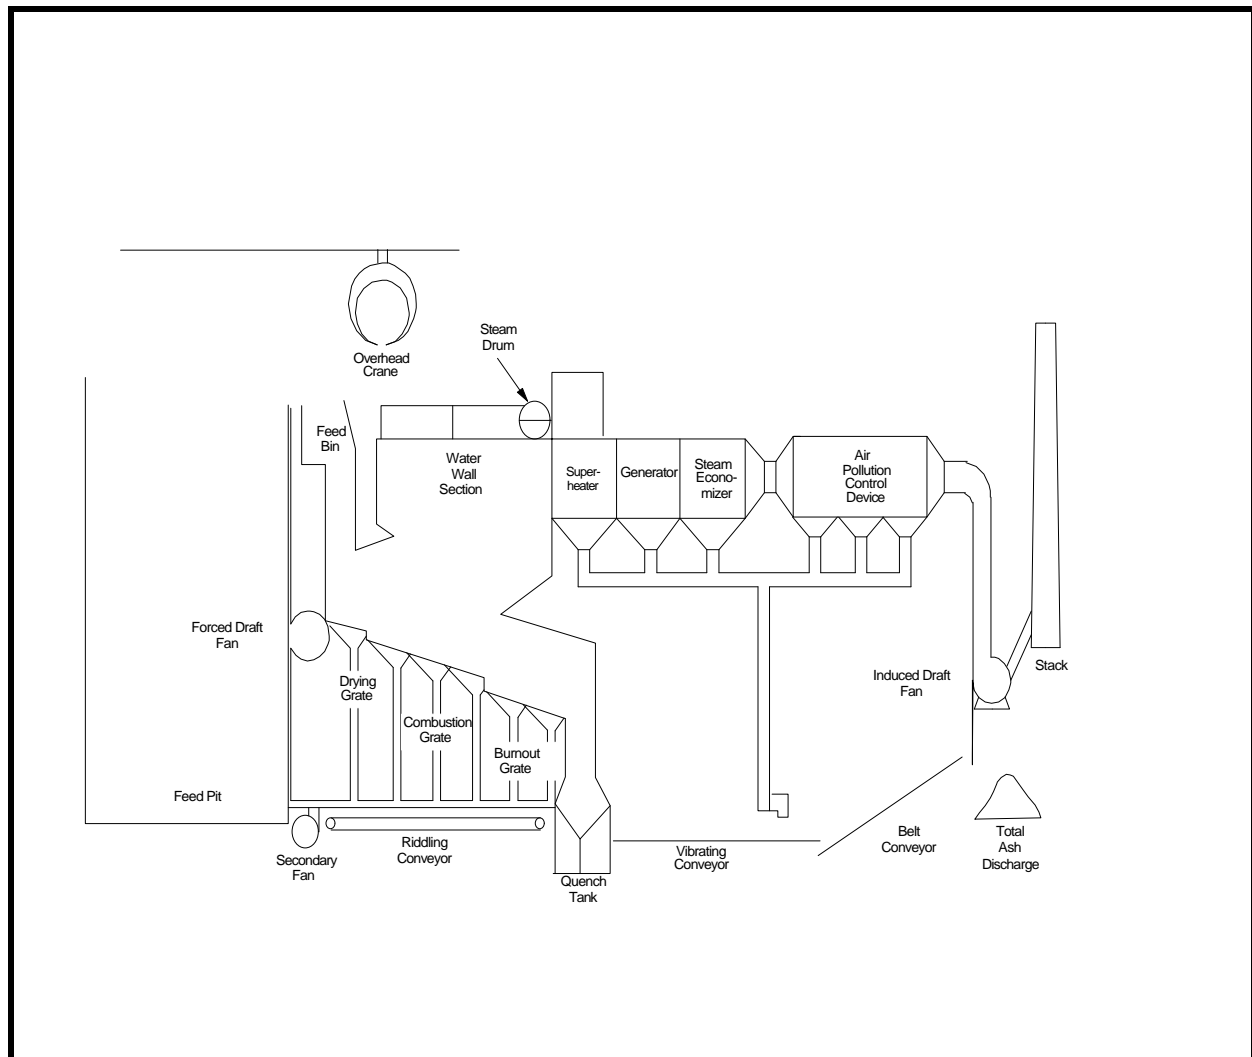 Steam
Drum
Overhead
Crane
Feed
Bin
Water
Wall
Section
Super-
heater
Generator
Steam
Econo-
mizer
Air
Pollution
Control
Device
Forced Draft
Fan
Drying
Grate
Combustion
Grate
Burnout
Grate
Induced Draft
Fan
Stack
Feed Pit
Secondary
Fan
Riddling
Conveyor
Quench
Tank
Vibrating
Conveyor
Belt
Conveyor
Total
Ash
Discharge